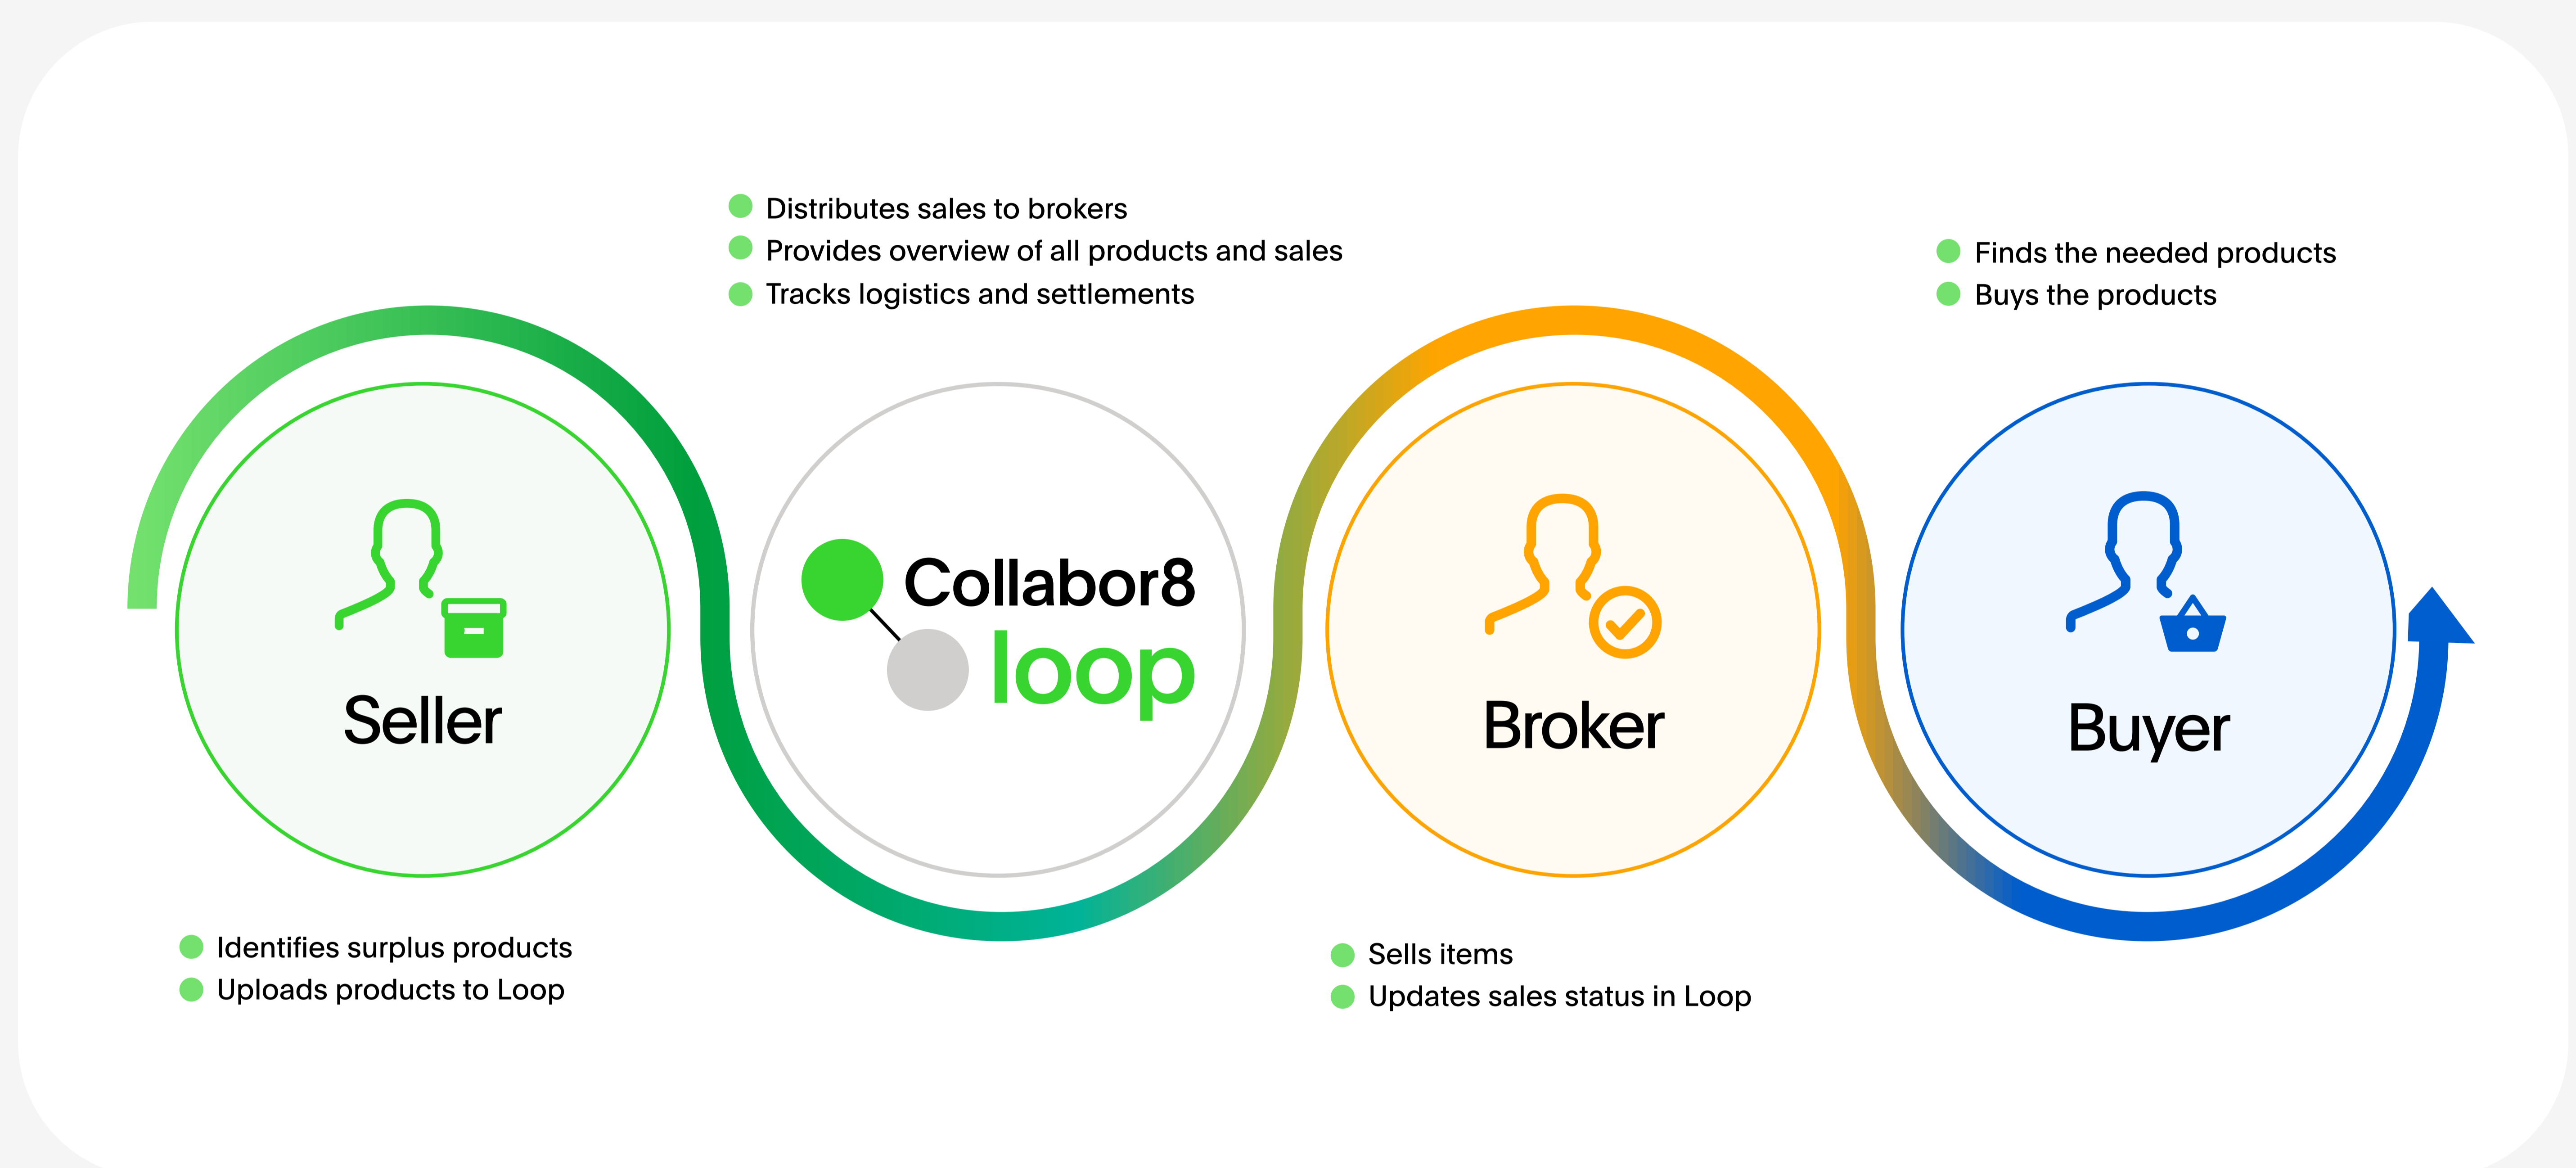 Distributes sales to brokers
Provides overview of all products and sales
Tracks logistics and settlements
Finds the needed products
Buys the products
Seller
Collabor8
loop
Broker
Buyer
Identifies surplus products
Uploads products to Loop
Sells items
Updates sales status in Loop